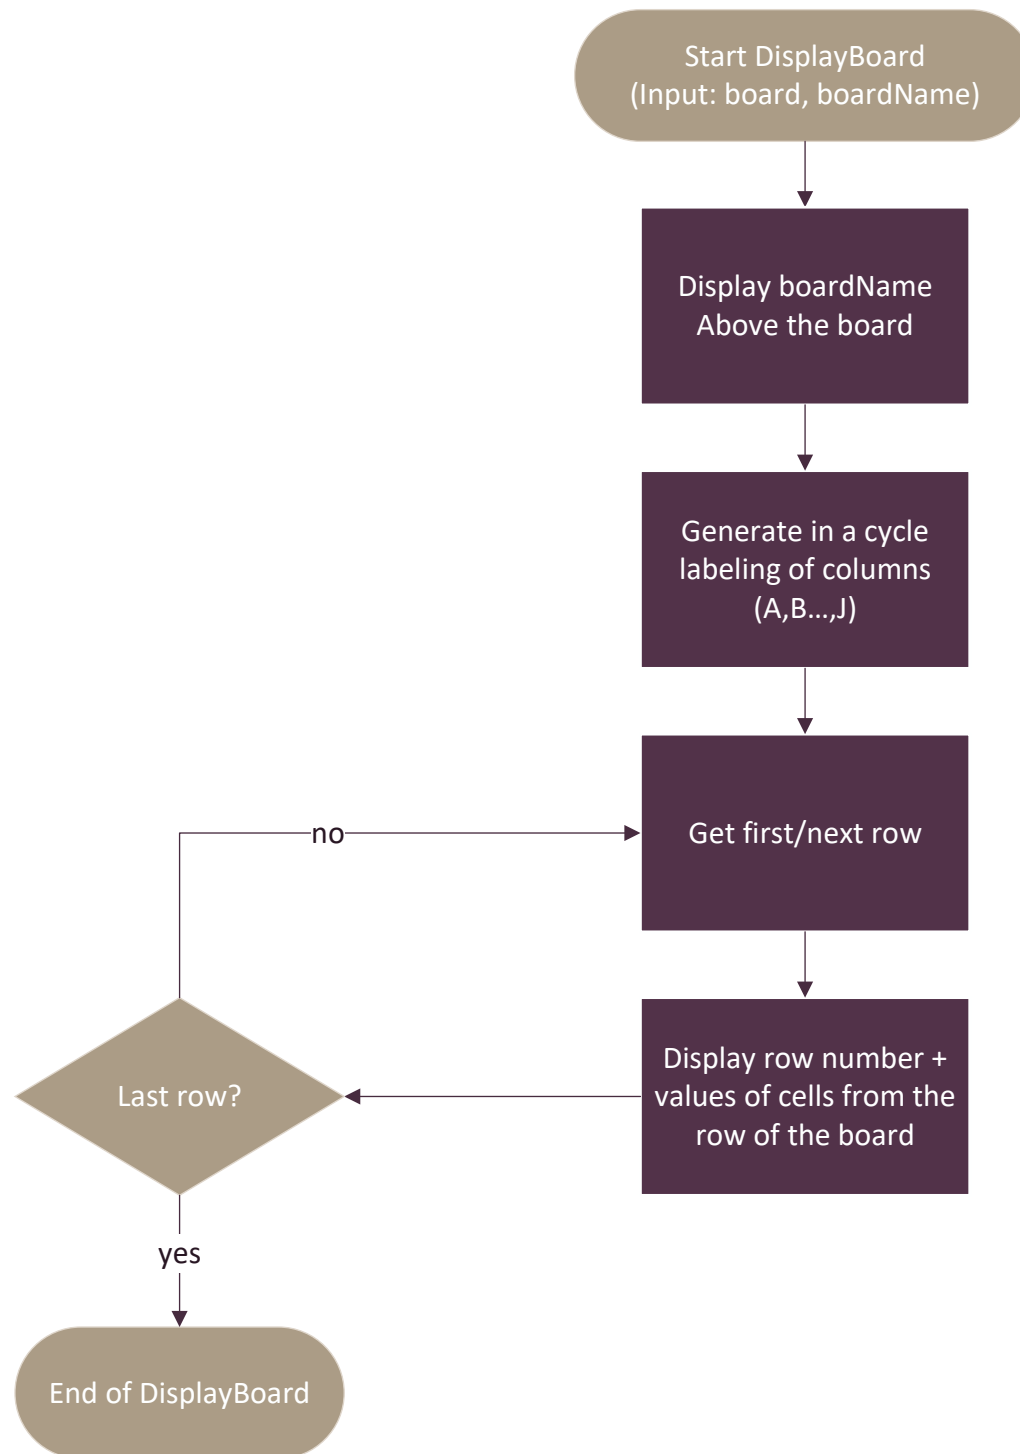 Start DisplayBoard
(Input: board, boardName)
Display boardName
Above the board
Generate in a cycle
labeling of columns
(A,B...,J)
Get first/next row
no
Display row number +
values of cells from the
row of the board
Last row?
yes
End of DisplayBoard